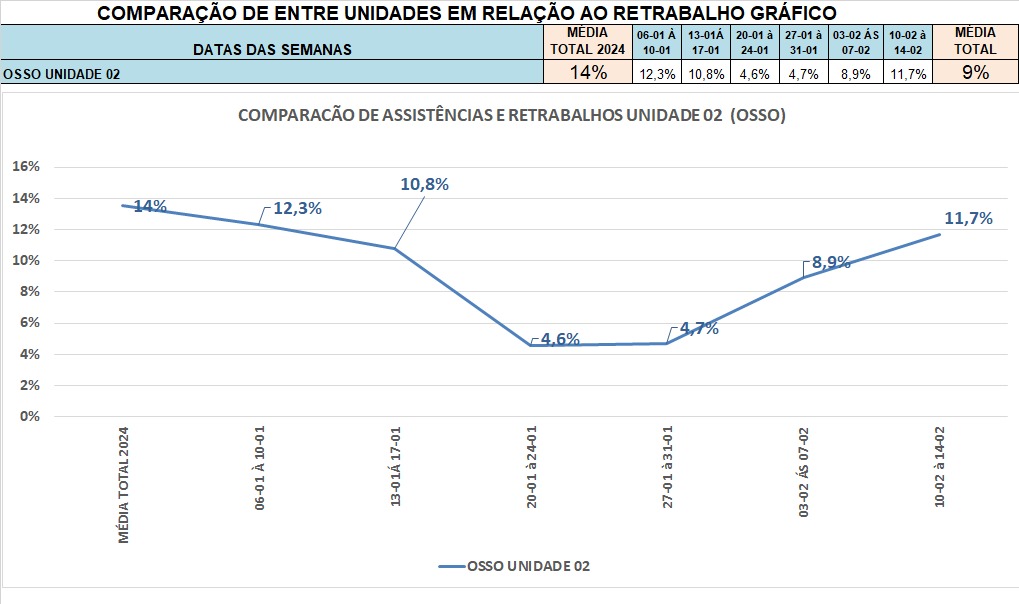 COMPARAÇÃO DE ENTRE UNIDADES EM RELAÇÃO AO RETRABALHO GRÁFICO
DATAS DAS SEMANAS
MÉDIA TOTAL 2024
06-01 À 10-01
13-01Á 17-01
20-01 à 24-01
27-01 à 31-01
03-02 ÁS 07-02
10-02 à 14-02
MÉDIA TOTAL
OSSO UNIDADE 02 14% 12,3% 10,8% 4,6% 4,7% 8,9% 11,7% 9%
COMPARACÃO DE ASSISTÊNCIAS E RETRABALHOS UNIDADE 02 (OSSO)
16%
14%
12%
10%
8%
6%
4%
2%
0%
14%
12,3%
10,8%
4,6%
4,7%
8,9%
11,7%
MÉDIA TOTAL 2024
06-01 À 10-01
13-01Á 17-01
20-01 à 24-01
27-01 à 31-01
03-02 ÁS 07-02
10-02 à 14-02
OSSO UNIDADE 02